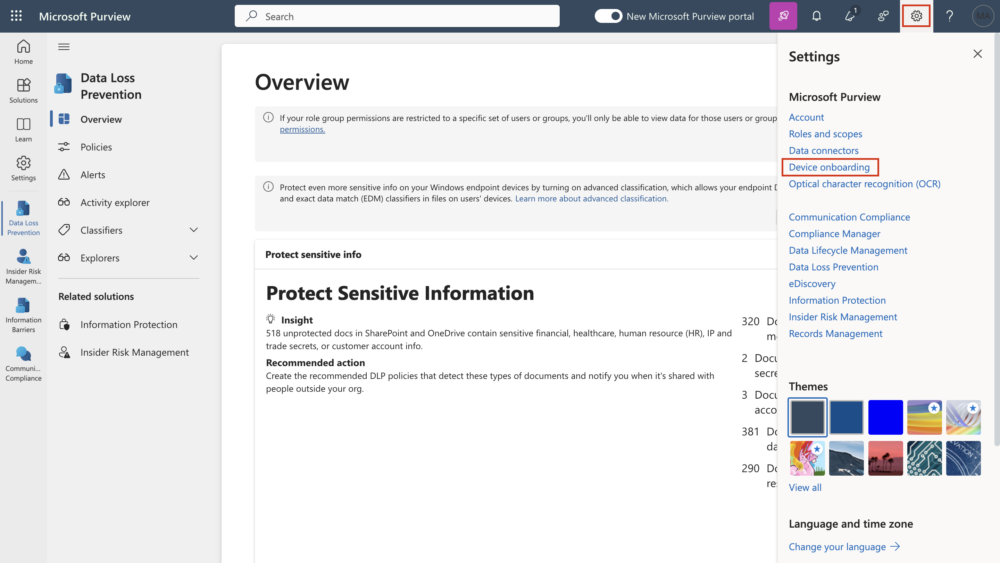 Microsoft Purview
Search
New Microsoft Purview portal
1
MA
Home
Solutions
Learn
Settings
Data Loss
Prevention
Insider Risk
Managem...
Information
Barriers
Communi...
Compliance
Data Loss
Prevention
Overview
Policies
Alerts
Activity explorer
Classifiers
Explorers
Related solutions
Information Protection
Insider Risk Management
Overview
If your role group permissions are restricted to a specific set of users or groups, you'll only be able to view data for those users or group
permissions.
Protect even more sensitive info on your Windows endpoint devices by turning on advanced classification, which allows your endpoint D
and exact data match (EDM) classifiers in files on users' devices. Learn more about advanced classification.
Protect sensitive info
Protect Sensitive Information
Insight
518 unprotected docs in SharePoint and OneDrive contain sensitive financial, healthcare, human resource (HR), IP and
trade secrets, or customer account info.
Recommended action
Create the recommended DLP policies that detect these types of documents and notify you when it's shared with
people outside your org.
320 Do
me
2 Docu
secre
3 Docu
acco
381 Do
da
290 Do
res
Settings
Microsoft Purview
Account
Roles and scopes
Data connectors
Device onboarding
Optical character recognition (OCR)
Communication Compliance
Compliance Manager
Data Lifecycle Management
Data Loss Prevention
eDiscovery
Information Protection
Insider Risk Management
Records Management
Themes
VATION
View all
Language and time zone
Change your language